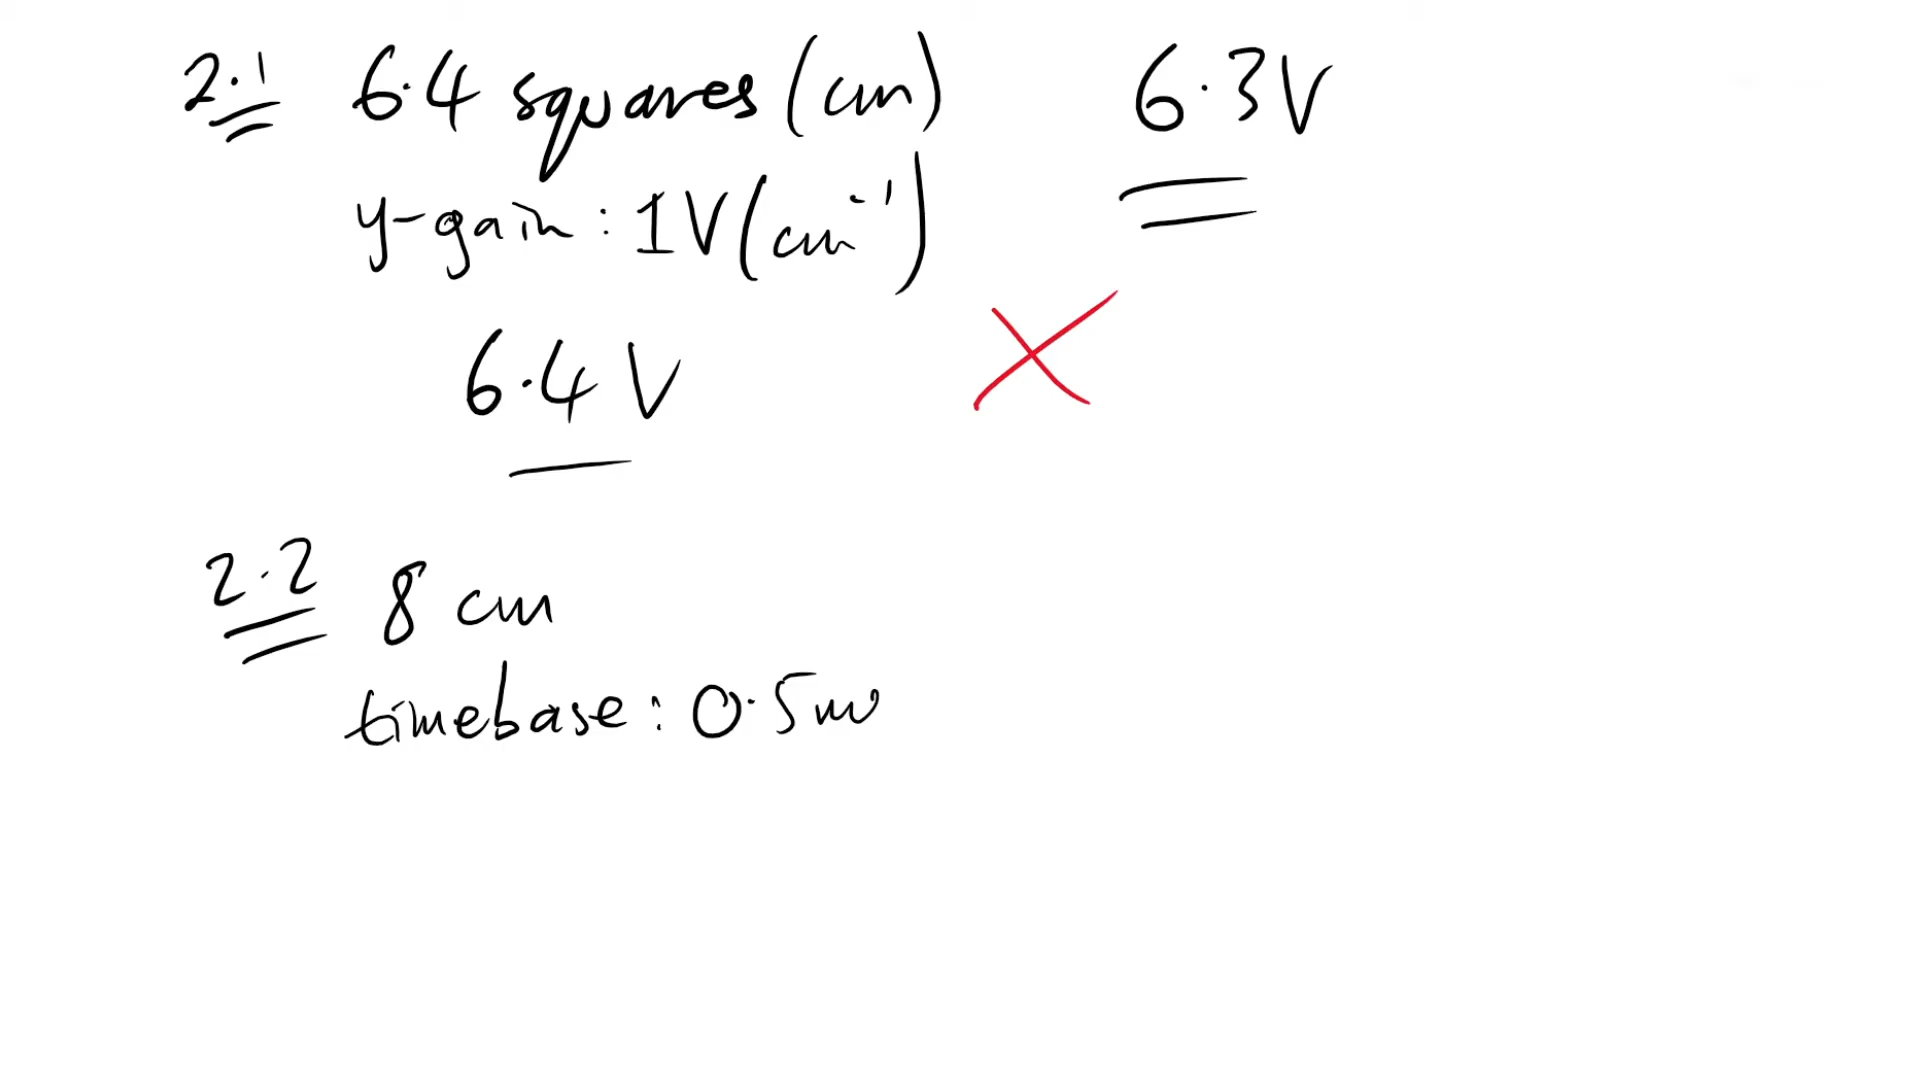 2.1 6.4 squares (cm) 6.3V
y-gain : 1V(cm⁻¹)
6.4 V
2.2 8 cm
timebase : 0.5m